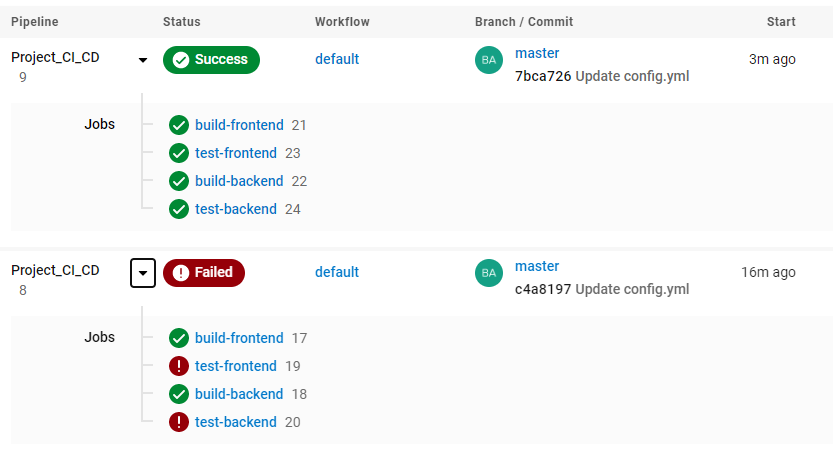 Pipeline Status Workflow Branch / Commit Start
Project_CI_CD Success default BA master 3m ago
9 7bca726 Update config.yml
Jobs build-frontend 21
test-frontend 23
build-backend 22
test-backend 24
Project_CI_CD Failed default BA master 16m ago
8 c4a8197 Update config.yml
Jobs build-frontend 17
test-frontend 19
build-backend 18
test-backend 20